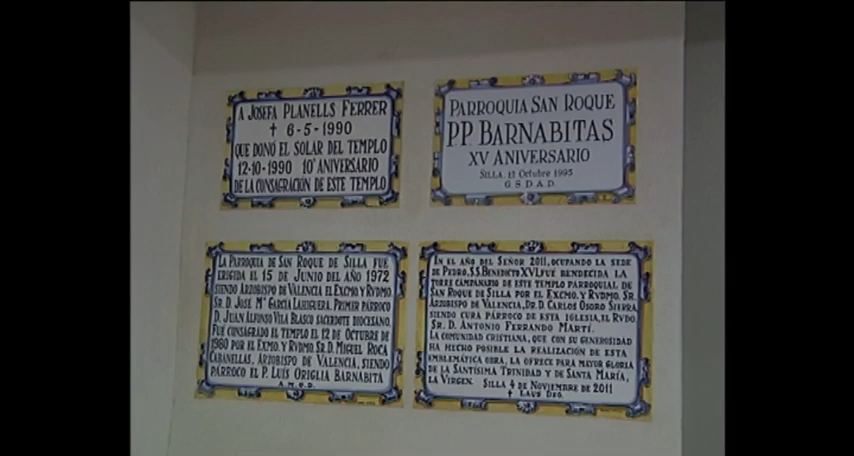 A JOSEFA PLANELLS FERRER
✝ 6-5-1990
QUE DONÓ EL SOLAR DEL TEMPLO
12-10-1990 10º ANIVERSARIO
DE LA CONSAGRACIÓN DE ESTE TEMPLO
PARROQUIA SAN ROQUE
P.P. BARNABITAS
XV ANIVERSARIO
SILLA, 12 Octubre 1995
G.S.D.A.D.
LA PARROQUIA DE SAN ROQUE DE SILLA FUE
ERIGIDA EL 15 DE JUNIO DEL AÑO 1972
SIENDO ARZOBISPO DE VALENCIA EL EXCMO. Y RVDMO.
SR. D. JOSE Mª GARCIA LAHIGUERA. PRIMER PÁRROCO
D. JUAN ALFONSO VILA BLASCO SACERDOTE DIOCESANO.
FUE CONSAGRADO EL TEMPLO EL 12 DE OCTUBRE DE
1980 POR EL EXMO. Y RVDMO. SR. D. MIGUEL ROCA
CABANELLAS, ARZOBISPO DE VALENCIA, SIENDO
PÁRROCO EL P. LUÍS ORIGLIA BARNABITA
A.M.O.D.
EN EL AÑO DEL SEÑOR 2011, OCUPANDO LA SEDE
DE PEDRO, S.S. BENEDICTO XVI, FUE BENDECIDA LA
TORRE CAMPANARIO DE ESTE TEMPLO PARROQUIAL DE
SAN ROQUE DE SILLA POR EL EXCMO. Y RVDMO. SR.
ARZOBISPO DE VALENCIA, DR. D. CARLOS OSORO SIERRA,
SIENDO CURA PÁRROCO DE ESTA IGLESIA, EL RVDO.
SR. D. ANTONIO FERRANDO MARTÍ.
LA COMUNIDAD CRISTIANA, QUE CON SU GENEROSIDAD
HA HECHO POSIBLE LA REALIZACIÓN DE ESTA
EMBLEMÁTICA OBRA, LA OFRECE PARA MAYOR GLORIA
DE LA SANTÍSIMA TRINIDAD Y DE SANTA MARÍA,
LA VIRGEN. SILLA 4 DE NOVIEMBRE DE 2011
✝ LAUS DEO.